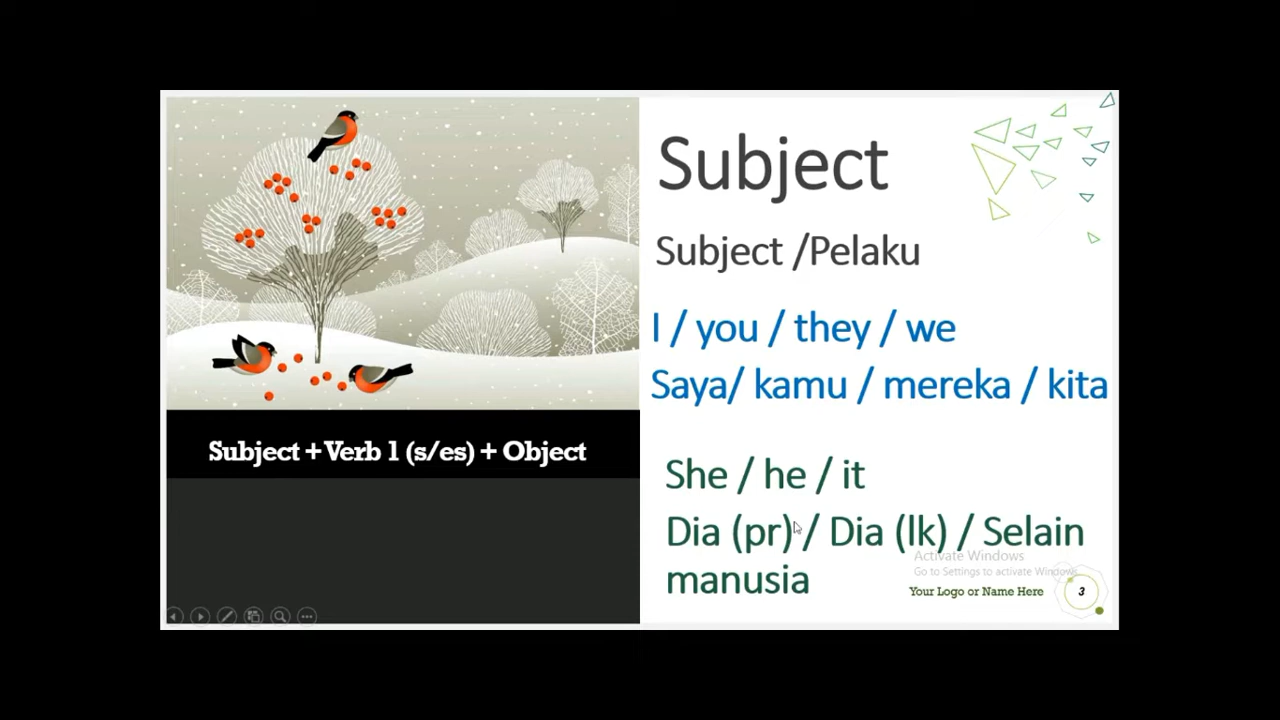 Subject + Verb 1 (s/es) + Object
Subject
Subject /Pelaku
I / you / they / we
Saya/ kamu / mereka / kita
She / he / it
Dia (pr) / Dia (lk) / Selain
manusia
Activate Windows
Go to Settings to activate Windows.
Your Logo or Name Here
3